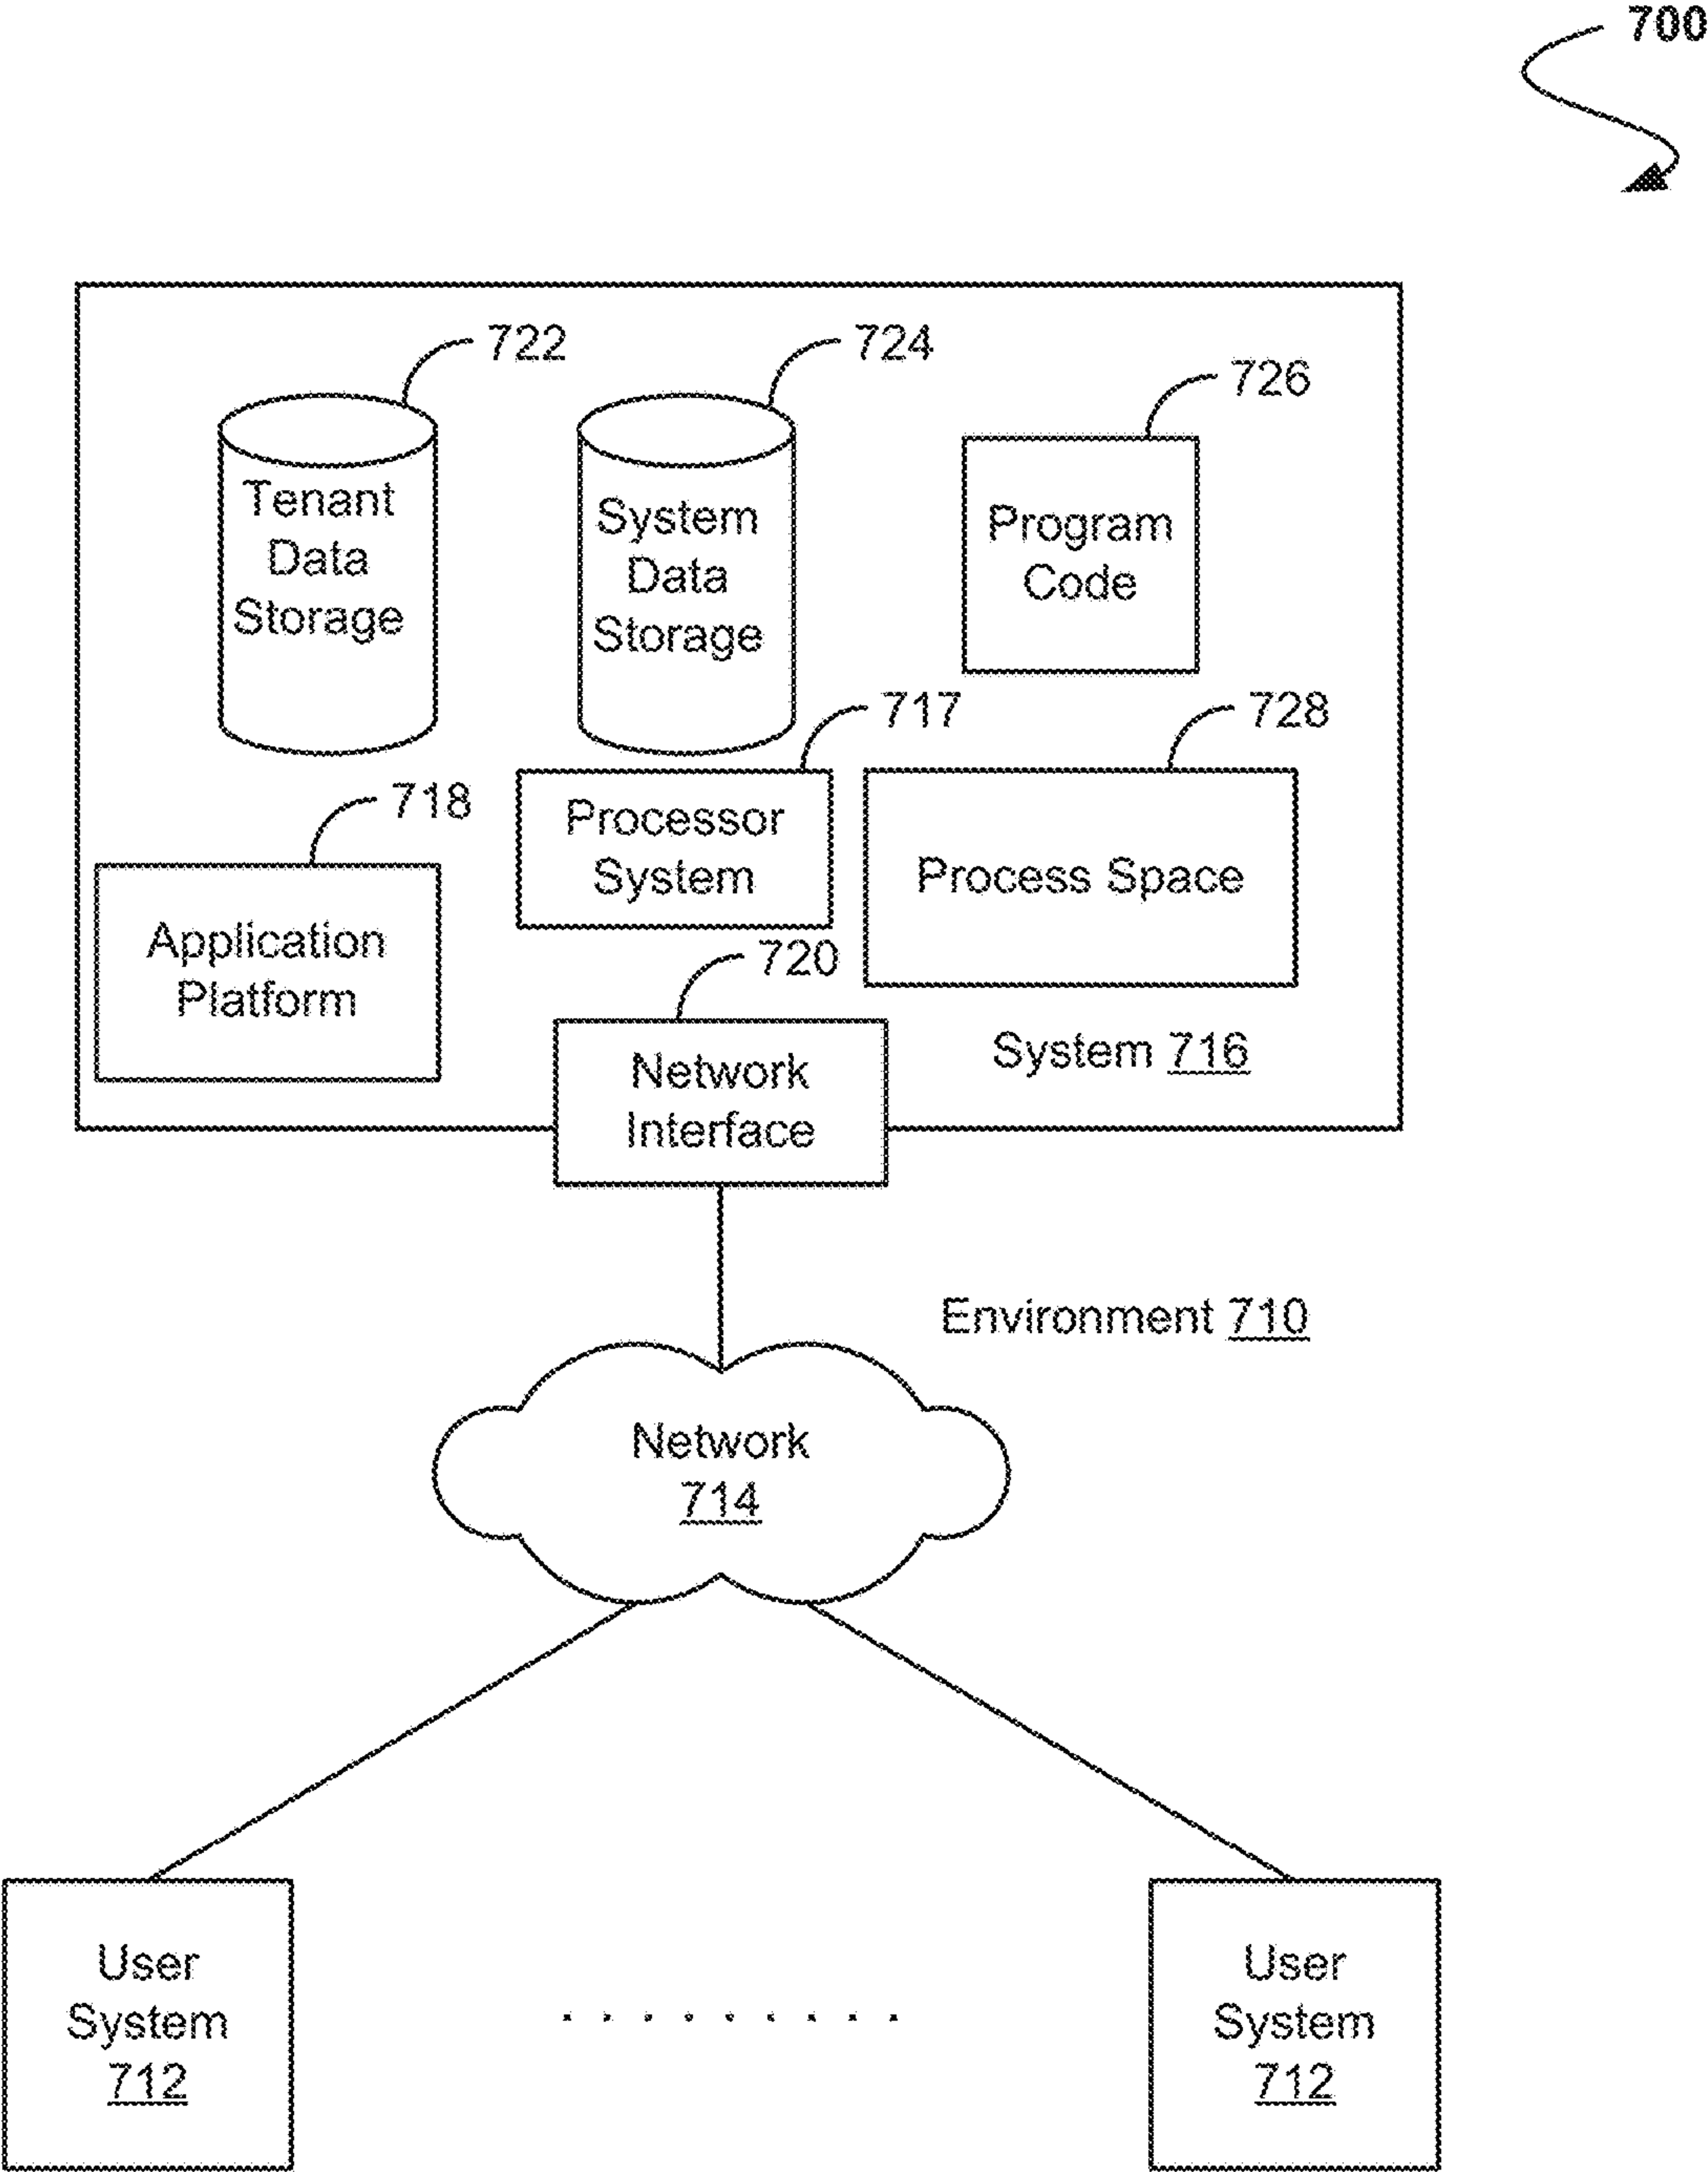 700
722
724
726
Tenant
Data
Storage
System
Data
Storage
Program
Code
717
728
718
Processor
System
Process Space
Application
Platform
720
System 716
Network
Interface
Environment 710
Network
714
User
System
712
User
System
712